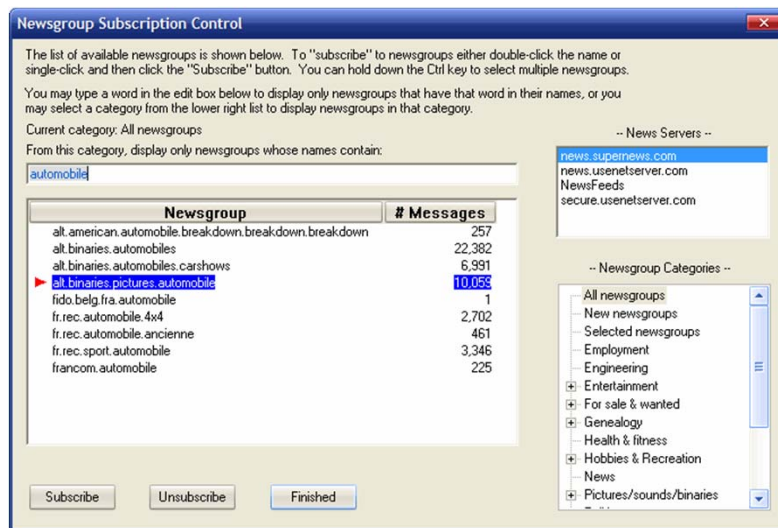 Newsgroup Subscription Control
The list of available newsgroups is shown below. To "subscribe" to newsgroups either double-click the name or
single-click and then click the "Subscribe" button. You can hold down the Ctrl key to select multiple newsgroups.
You may type a word in the edit box below to display only newsgroups that have that word in their names, or you
may select a category from the lower right list to display newsgroups in that category.
Current category: All newsgroups
From this category, display only newsgroups whose names contain:
automobile
Newsgroup # Messages
alt.american.automobile.breakdown.breakdown.breakdown 257
alt.binaries.automobiles 22,382
alt.binaries.automobiles.carshows 6,991
alt.binaries.pictures.automobile 10,059
fido.belg.fra.automobile 1
fr.rec.automobile.4x4 2,702
fr.rec.automobile.ancienne 461
fr.rec.sport.automobile 3,346
francom.automobile 225
Subscribe Unsubscribe Finished
-- News Servers --
news.supernews.com
news.usenetserver.com
NewsFeeds
secure.usenetserver.com
-- Newsgroup Categories --
All newsgroups
New newsgroups
Selected newsgroups
Employment
Engineering
Entertainment
For sale & wanted
Genealogy
Health & fitness
Hobbies & Recreation
News
Pictures/sounds/binaries